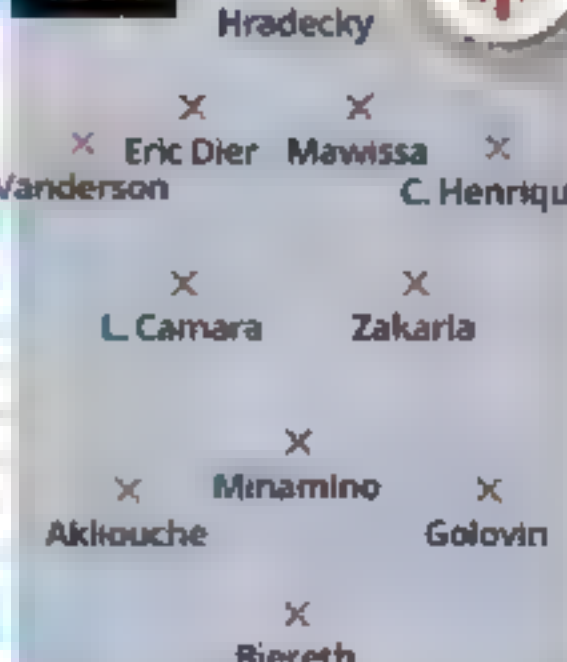 Hradecky
Eric Dier Mawissa
Vanderson C. Henriqu
L. Camara Zakaria
Minamino
Akliouche Golovin
Biereth